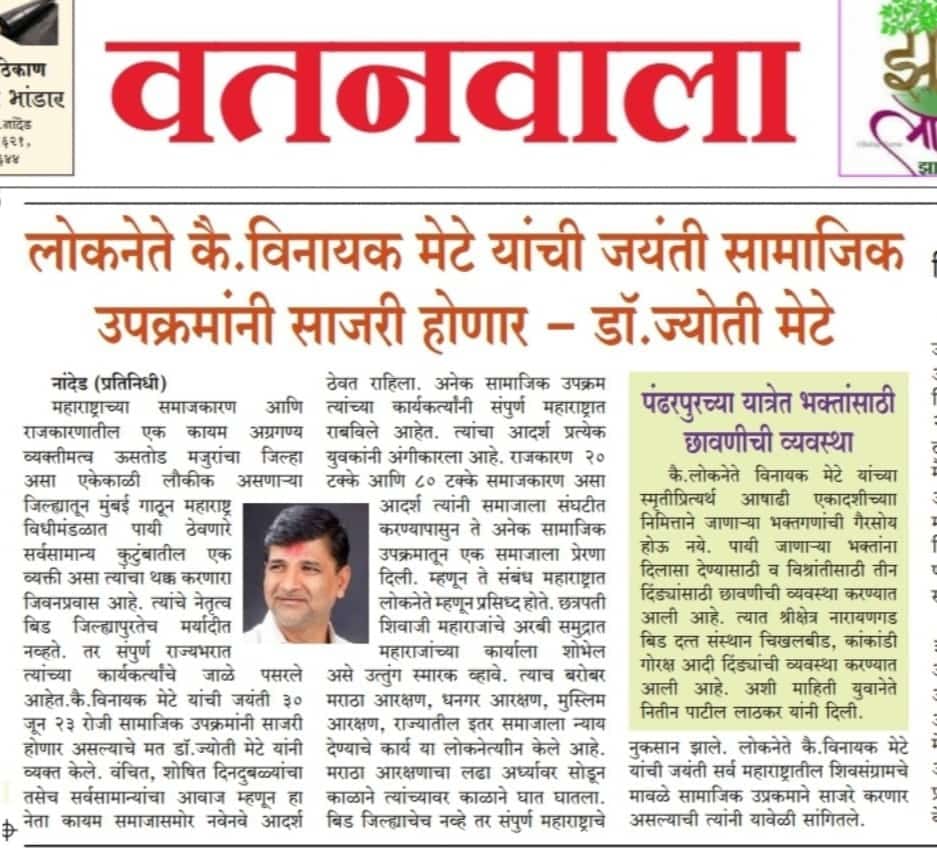 ठिकाण
भांडार
नांदेड
वतनवाला
लोकनेते कै.विनायक मेटे यांची जयंती सामाजिक
उपक्रमांनी साजरी होणार – डॉ.ज्योती मेटे
नांदेड (प्रतिनिधी)
महाराष्ट्राच्या समाजकारण आणि
राजकारणातील एक कायम अग्रगण्य
व्यक्तीमत्व ऊसतोड मजुरांचा जिल्हा
असा एकेकाळी लौकीक असणाऱ्या
जिल्ह्यातून मुंबई गाठून महाराष्ट्र
विधीमंडळात पायी ठेवणारे
सर्वसामान्य कुटुंबातील एक
व्यक्ती असा त्याचा थक्क करणारा
जिवनप्रवास आहे. त्यांचे नेतृत्व
बिड जिल्ह्यापुरतेच मर्यादीत
नव्हते. तर संपुर्ण राज्यभरात
त्यांच्या कार्यकर्त्यांचे जाळे पसरले
आहेत.कै.विनायक मेटे यांची जयंती ३०
जून २३ रोजी सामाजिक उपक्रमांनी साजरी
होणार असल्याचे मत डॉ.ज्योती मेटे यांनी
व्यक्त केले. वंचित, शोषित दिनदुबळ्यांचा
तसेच सर्वसामान्यांचा आवाज म्हणून हा
नेता कायम समाजासमोर नवेनवे आदर्श
ठेवत राहिला. अनेक सामाजिक उपक्रम
त्यांच्या कार्यकर्त्यांनी संपुर्ण महाराष्ट्रात
राबविले आहेत. त्यांचा आदर्श प्रत्येक
युवकांनी अंगीकारला आहे. राजकारण २०
टक्के आणि ८० टक्के समाजकारण असा
आदर्श त्यांनी समाजाला संघटीत
करण्यापासुन ते अनेक सामाजिक
उपक्रमातून एक समाजाला प्रेरणा
दिली. म्हणून ते संबंध महाराष्ट्रात
लोकनेते म्हणून प्रसिध्द होते. छत्रपती
शिवाजी महाराजांचे अरबी समुद्रात
महाराजांच्या कार्याला शोभेल
असे उत्तुंग स्मारक व्हावे. त्याच बरोबर
मराठा आरक्षण, धनगर आरक्षण, मुस्लिम
आरक्षण, राज्यातील इतर समाजाला न्याय
देण्याचे कार्य या लोकनेत्याीन केले आहे.
मराठा आरक्षणाचा लढा अर्ध्यावर सोडून
काळाने त्यांच्यावर काळाने घात घातला.
बिड जिल्ह्याचेच नव्हे तर संपुर्ण महाराष्ट्राचे
पंढरपुरच्या यात्रेत भक्तांसाठी
छावणीची व्यवस्था
कै.लोकनेते विनायक मेटे यांच्या
स्मृतीप्रित्यर्थ आषाढी एकादशीच्या
निमित्ताने जाणाऱ्या भक्तगणांची गैरसोय
होऊ नये. पायी जाणाऱ्या भक्तांना
दिलासा देण्यासाठी व विश्रांतीसाठी तीन
दिंड्यांसाठी छावणीची व्यवस्था करण्यात
आली आहे. त्यात श्रीक्षेत्र नारायणगड
बिड दत्त संस्थान चिखलबीड, कांकांडी
गोरक्ष आदी दिंड्यांची व्यवस्था करण्यात
आली आहे. अशी माहिती युवानेते
नितीन पाटील लाठकर यांनी दिली.
नुकसान झाले. लोकनेते कै.विनायक मेटे
यांची जयंती सर्व महाराष्ट्रातील शिवसंग्रामचे
मावळे सामाजिक उप्रकमाने साजरे करणार
असल्याची त्यांनी यावेळी सांगितले.